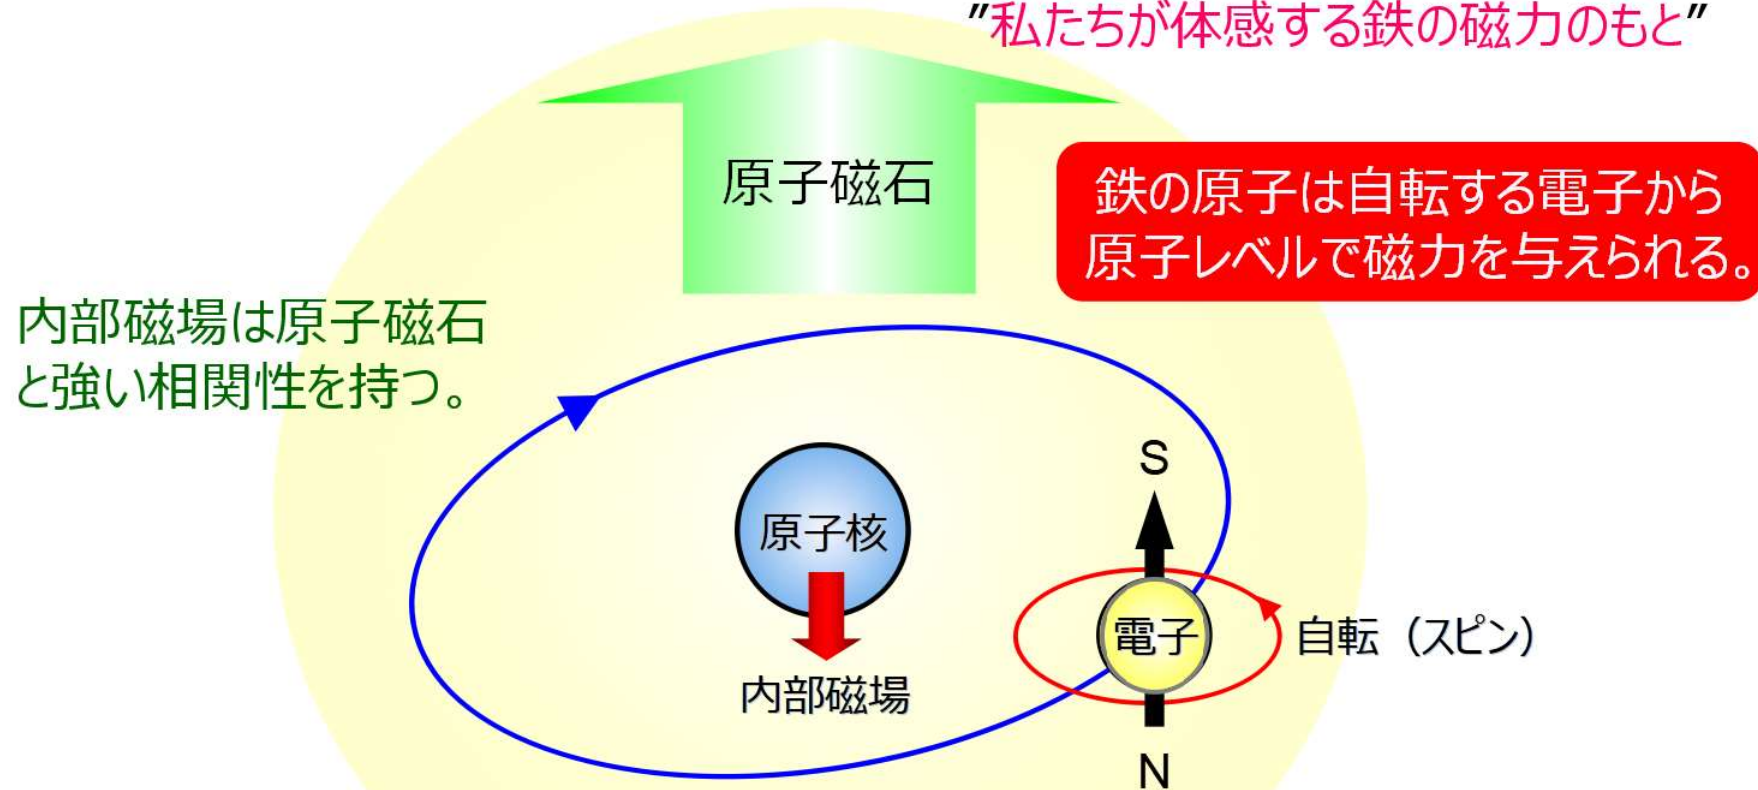 ”私たちが体感する鉄の磁力のもと”
原子磁石
鉄の原子は自転する電子から
原子レベルで磁力を与えられる。
内部磁場は原子磁石
と強い相関性を持つ。
S
原子核
電子
自転（スピン）
内部磁場
N